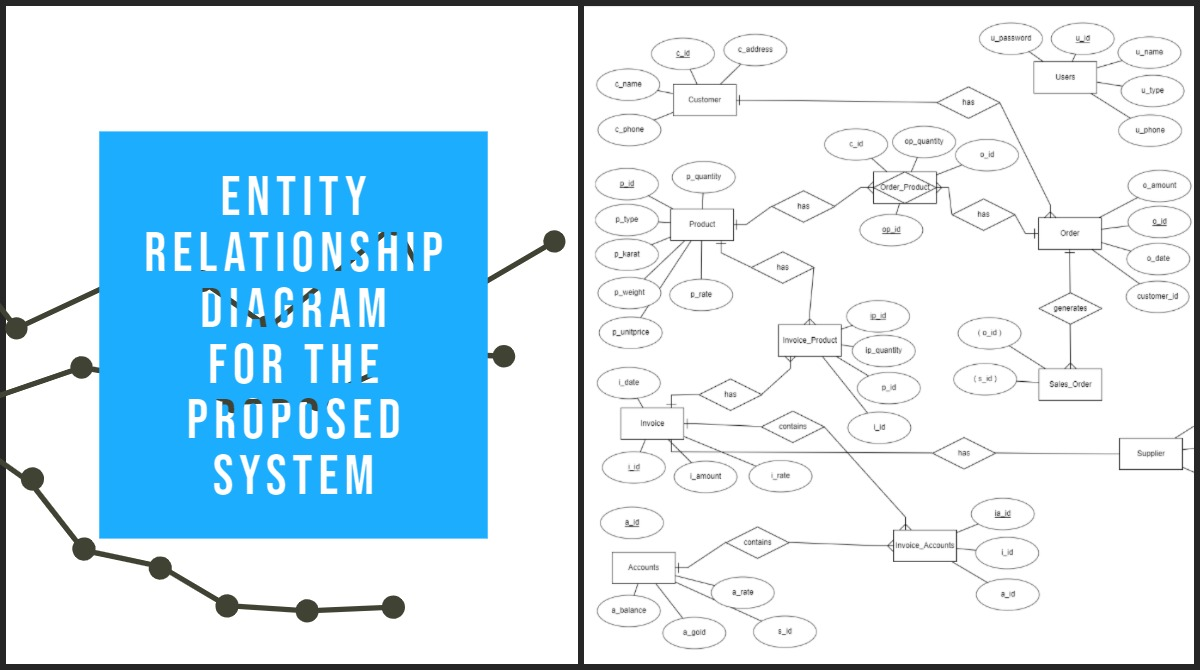 ENTITY
RELATIONSHIP
DIAGRAM
FOR THE
PROPOSED
SYSTEM
u_password
u_id
c_id
c_address
u_name
Users
c_name
Customer
has
u_type
c_phone
u_phone
c_id
op_quantity
o_id
p_id
p_quantity
Order_Product
o_amount
p_type
Product
has
has
op_id
Order
o_id
p_karat
has
o_date
p_weight
p_rate
customer_id
generates
p_unitprice
ip_id
Invoice_Product
( o_id )
ip_quantity
i_date
has
p_id
( s_id )
Sales_Order
Invoice
contains
i_id
has
Supplier
i_id
i_amount
i_rate
a_id
ia_id
contains
Invoice_Accounts
i_id
Accounts
a_rate
a_id
a_balance
a_gold
s_id